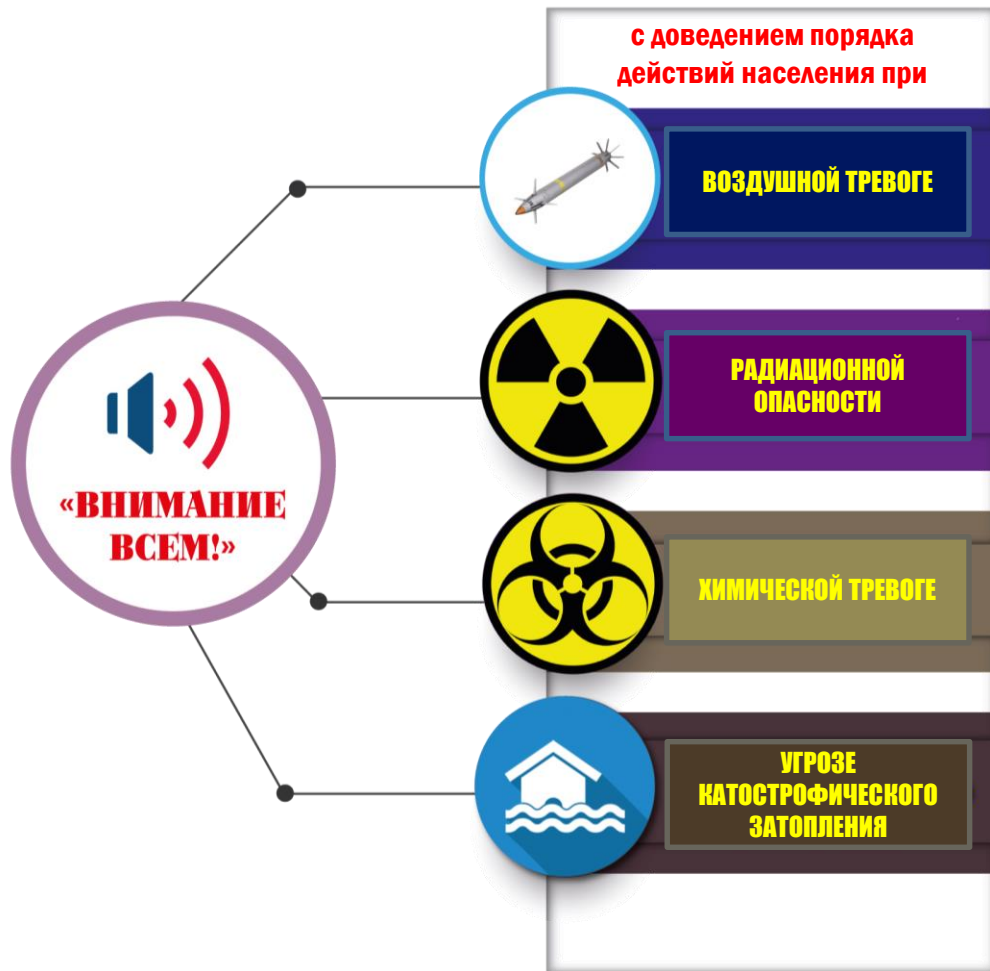 с доведением порядка
действий населения при
ВОЗДУШНОЙ ТРЕВОГЕ
РАДИАЦИОННОЙ
ОПАСНОСТИ
«ВНИМАНИЕ
ВСЕМ!»
ХИМИЧЕСКОЙ ТРЕВОГЕ
УГРОЗЕ
КАТОСТРОФИЧЕСКОГО
ЗАТОПЛЕНИЯ